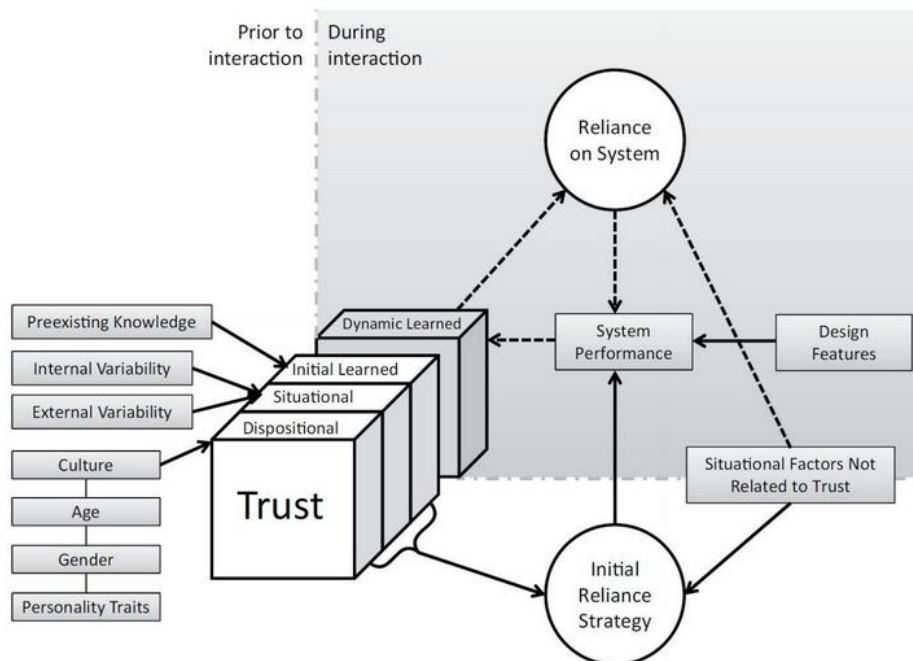 Prior to
interaction
During
interaction
Reliance
on System
Preexisting Knowledge
Internal Variability
External Variability
Culture
Age
Gender
Personality Traits
Dynamic Learned
Initial Learned
Situational
Dispositional
Trust
System
Performance
Design
Features
Situational Factors Not
Related to Trust
Initial
Reliance
Strategy